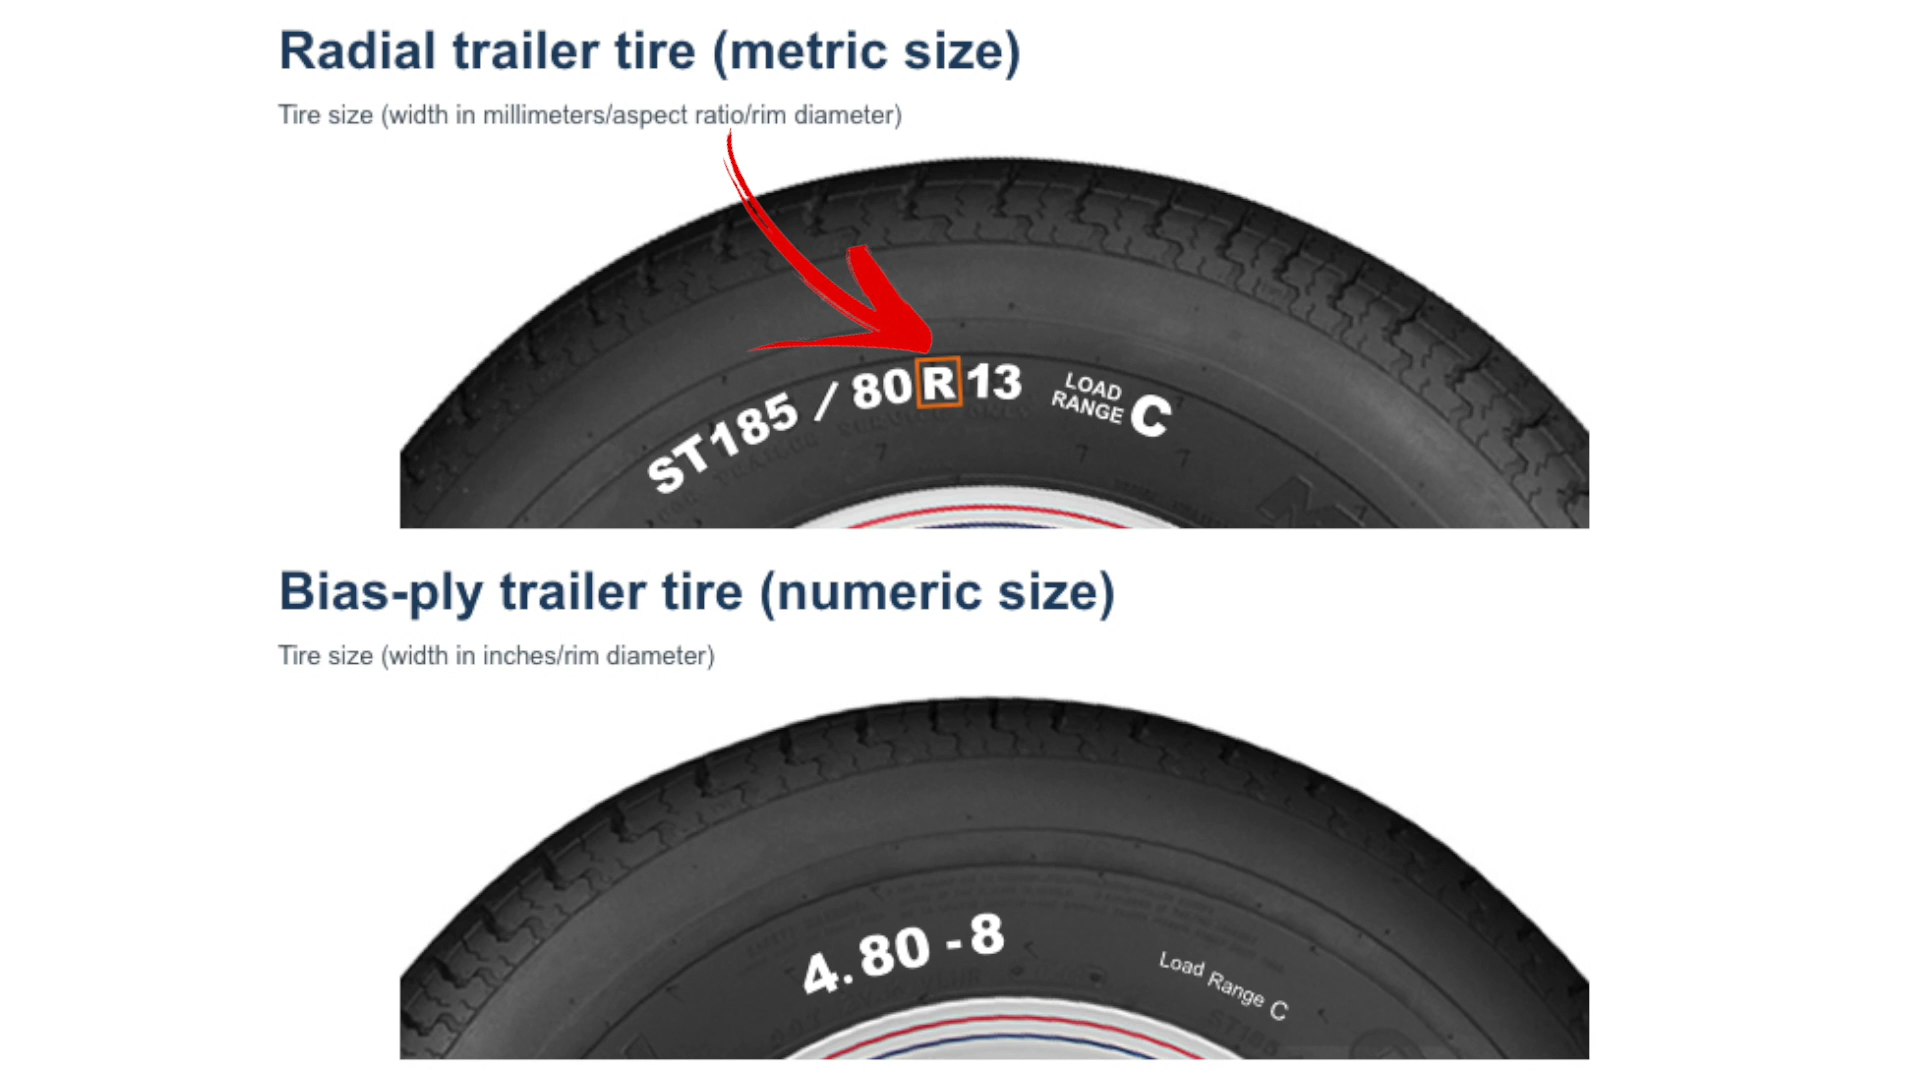 Radial trailer tire (metric size)
Tire size (width in millimeters/aspect ratio/rim diameter)
ST185 / 80 R 13
LOAD
RANGE C
Bias-ply trailer tire (numeric size)
Tire size (width in inches/rim diameter)
4.80 - 8
Load Range C